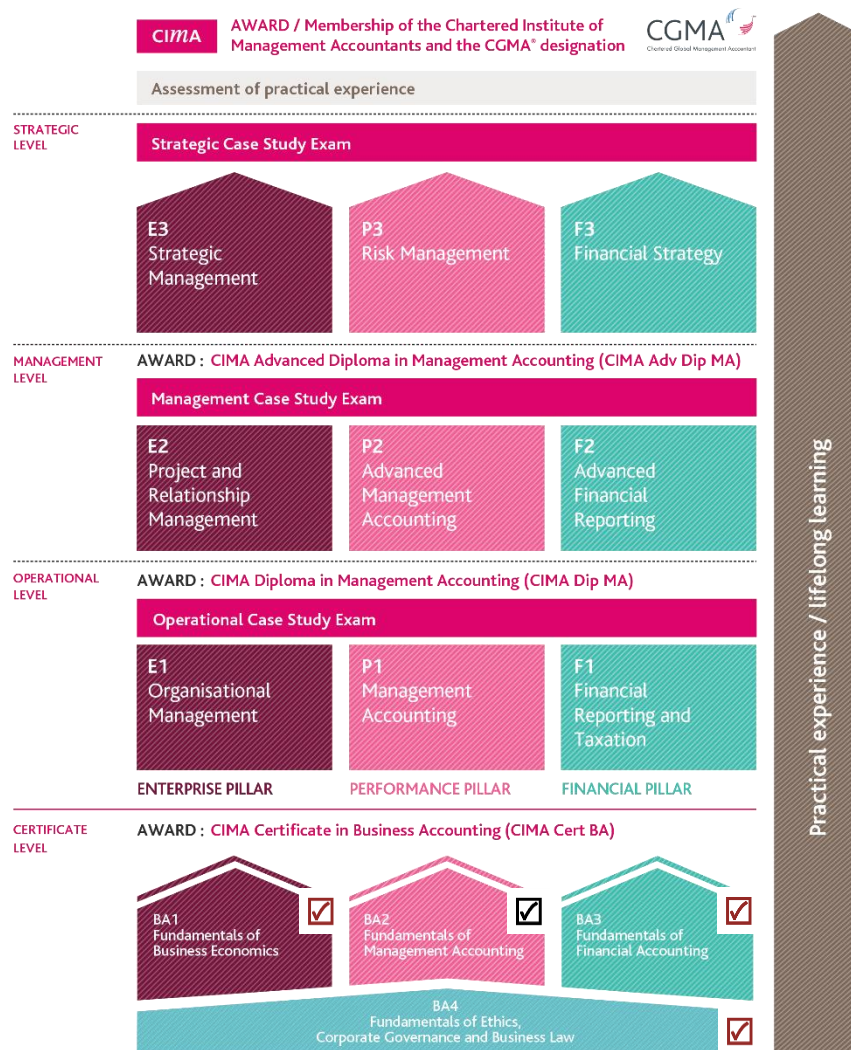 CIMA
AWARD / Membership of the Chartered Institute of
Management Accountants and the CGMA® designation
CGMA
Chartered Global Management Accountant
Assessment of practical experience
STRATEGIC
LEVEL
Strategic Case Study Exam
E3
Strategic
Management
P3
Risk Management
F3
Financial Strategy
MANAGEMENT
LEVEL
AWARD : CIMA Advanced Diploma in Management Accounting (CIMA Adv Dip MA)
Management Case Study Exam
E2
Project and
Relationship
Management
P2
Advanced
Management
Accounting
F2
Advanced
Financial
Reporting
OPERATIONAL
LEVEL
AWARD : CIMA Diploma in Management Accounting (CIMA Dip MA)
Operational Case Study Exam
E1
Organisational
Management
P1
Management
Accounting
F1
Financial
Reporting and
Taxation
ENTERPRISE PILLAR
PERFORMANCE PILLAR
FINANCIAL PILLAR
CERTIFICATE
LEVEL
AWARD : CIMA Certificate in Business Accounting (CIMA Cert BA)
BA1
Fundamentals of
Business Economics
BA2
Fundamentals of
Management Accounting
BA3
Fundamentals of
Financial Accounting
BA4
Fundamentals of Ethics,
Corporate Governance and Business Law
Practical experience / lifelong learning